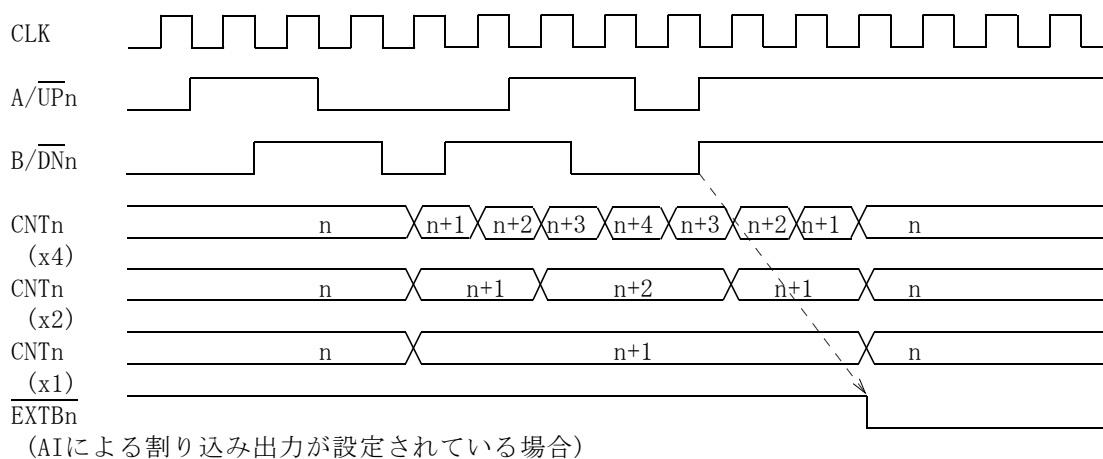 CLK
A/UPn
B/DNn
CNTn n n+1 n+2 n+3 n+4 n+3 n+2 n+1 n
(x4)
CNTn n n+1 n+2 n+1 n
(x2)
CNTn n n+1 n
(x1)
EXTBn
(AIによる割り込み出力が設定されている場合)